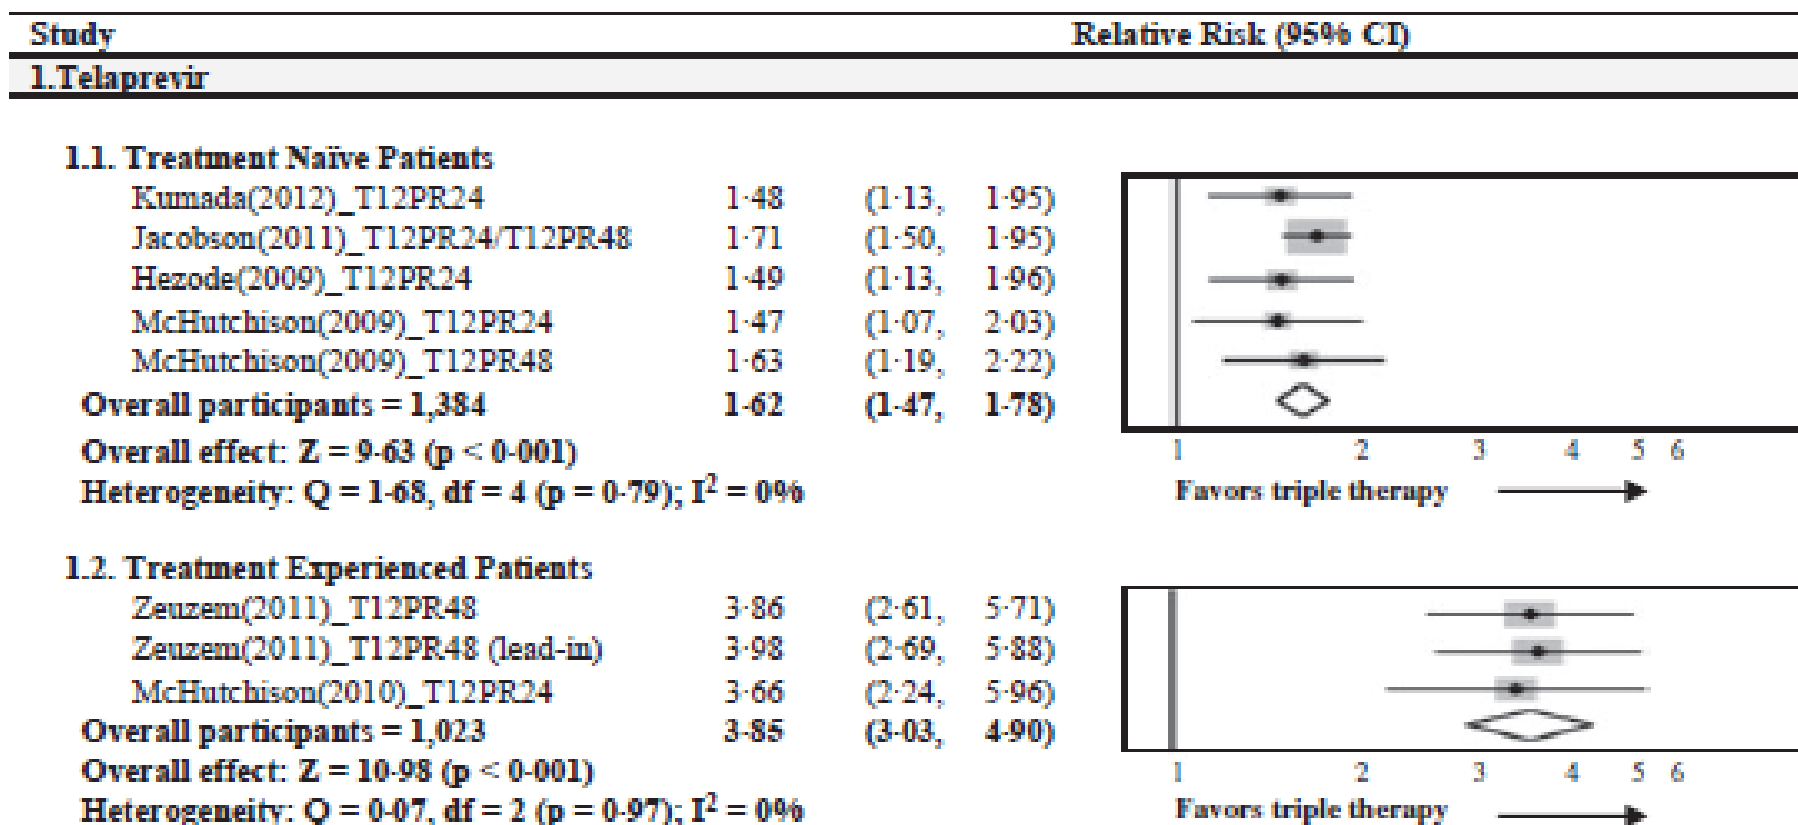 Study Relative Risk (95% CI)
1.Telaprevir
1.1. Treatment Naïve Patients
Kumada(2012)_T12PR24 1·48 (1·13, 1·95)
Jacobson(2011)_T12PR24/T12PR48 1·71 (1·50, 1·95)
Hezode(2009)_T12PR24 1·49 (1·13, 1·96)
McHutchison(2009)_T12PR24 1·47 (1·07, 2·03)
McHutchison(2009)_T12PR48 1·63 (1·19, 2·22)
Overall participants = 1,384 1·62 (1·47, 1·78)
Overall effect: Z = 9·63 (p < 0·001)
1 2 3 4 5 6
Heterogeneity: Q = 1·68, df = 4 (p = 0·79); I² = 0%
Favors triple therapy
1.2. Treatment Experienced Patients
Zeuzem(2011)_T12PR48 3·86 (2·61, 5·71)
Zeuzem(2011)_T12PR48 (lead-in) 3·98 (2·69, 5·88)
McHutchison(2010)_T12PR24 3·66 (2·24, 5·96)
Overall participants = 1,023 3·85 (3·03, 4·90)
Overall effect: Z = 10·98 (p < 0·001)
1 2 3 4 5 6
Heterogeneity: Q = 0·07, df = 2 (p = 0·97); I² = 0%
Favors triple therapy